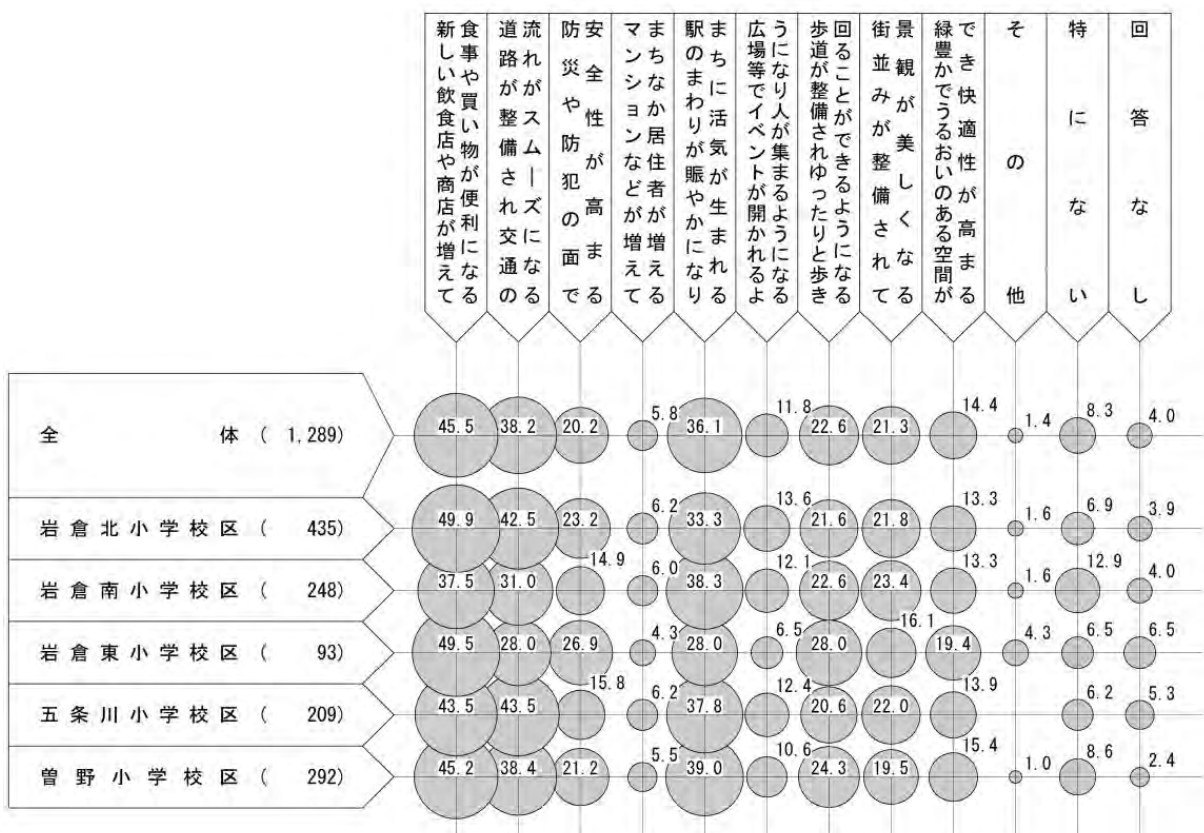 新しい飲食店や商店が増えて
食事や買い物が便利になる
道路が整備され交通の
流れがスムーズになる
防災や防犯の面で
安全性が高まる
マンションなどが増えて
まちなか居住者が増える
駅のまわりが賑やかになり
まちに活気が生まれる
広場等でイベントが開かれるよ
うになり人が集まるようになる
歩道が整備されゆったりと歩き
回ることができるようになる
街並みが整備されて
景観が美しくなる
緑豊かでうるおいのある空間が
でき快適性が高まる
その他
特にない
回答なし
全体 ( 1,289) 45.5 38.2 20.2 5.8 36.1 11.8 22.6 21.3 14.4 1.4 8.3 4.0
岩倉北小学校区 ( 435) 49.9 42.5 23.2 6.2 33.3 13.6 21.6 21.8 13.3 1.6 6.9 3.9
岩倉南小学校区 ( 248) 37.5 31.0 14.9 6.0 38.3 12.1 22.6 23.4 13.3 1.6 12.9 4.0
岩倉東小学校区 ( 93) 49.5 28.0 26.9 4.3 28.0 6.5 28.0 16.1 19.4 4.3 6.5 6.5
五条川小学校区 ( 209) 43.5 43.5 15.8 6.2 37.8 12.4 20.6 22.0 13.9 6.2 5.3
曽野小学校区 ( 292) 45.2 38.4 21.2 5.5 39.0 10.6 24.3 19.5 15.4 1.0 8.6 2.4